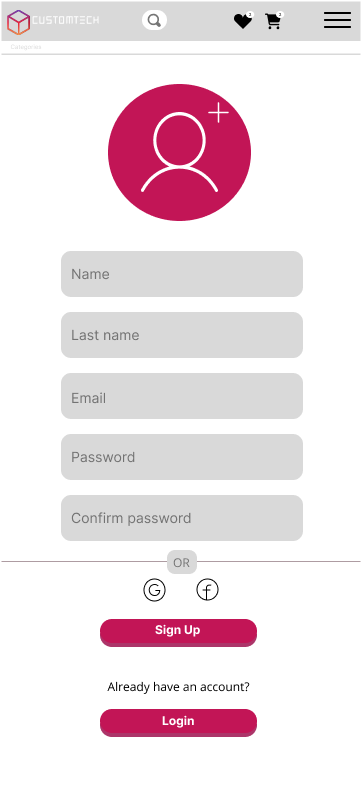 CUSTOMTECH
Categories
Name
Last name
Email
Password
Confirm password
OR
G f
Sign Up
Already have an account?
Login